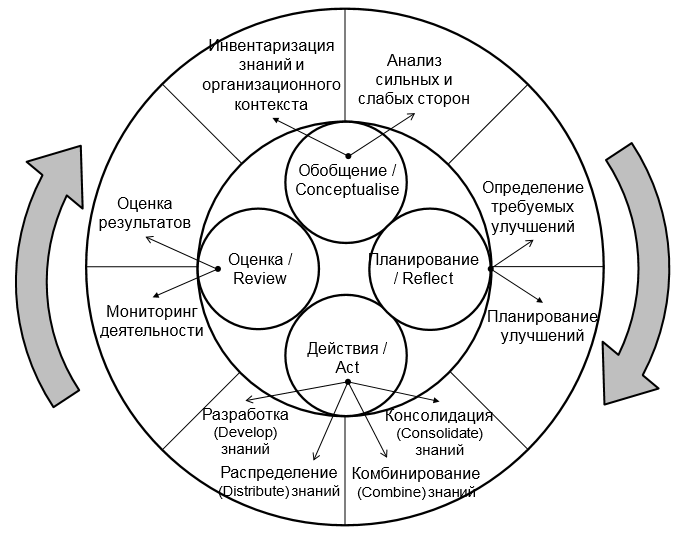 Инвентаризация
знаний и
организационного
контекста
Анализ
сильных и
слабых сторон
Обобщение /
Conceptualise
Оценка
результатов
Определение
требуемых
улучшений
Оценка /
Review
Планирование
/ Reflect
Мониторинг
деятельности
Планирование
улучшений
Действия /
Act
Разработка
(Develop)
знаний
Консолидация
(Consolidate)
знаний
Распределение
(Distribute) знаний
Комбинирование
(Combine) знаний